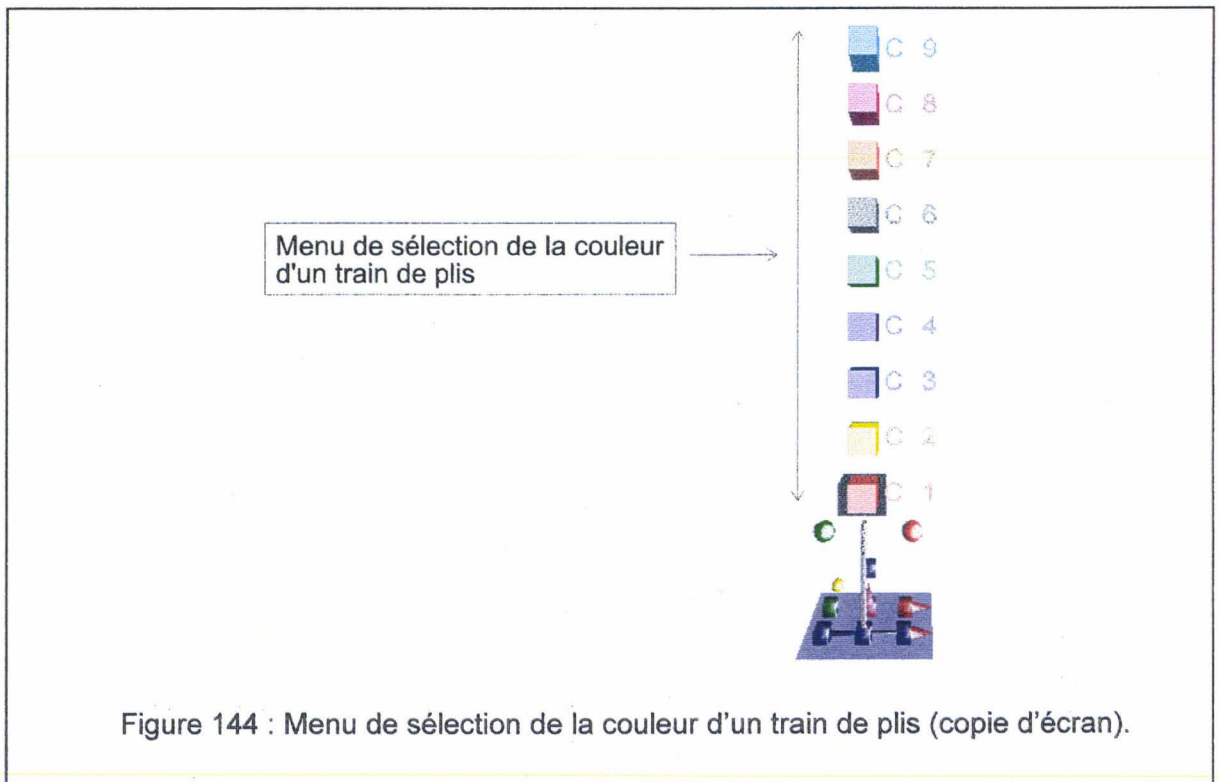 C 9
C 8
C 7
C 6
Menu de sélection de la couleur
d'un train de plis
C 5
C 4
C 3
C 2
C 1
Figure 144 : Menu de sélection de la couleur d'un train de plis (copie d'écran).